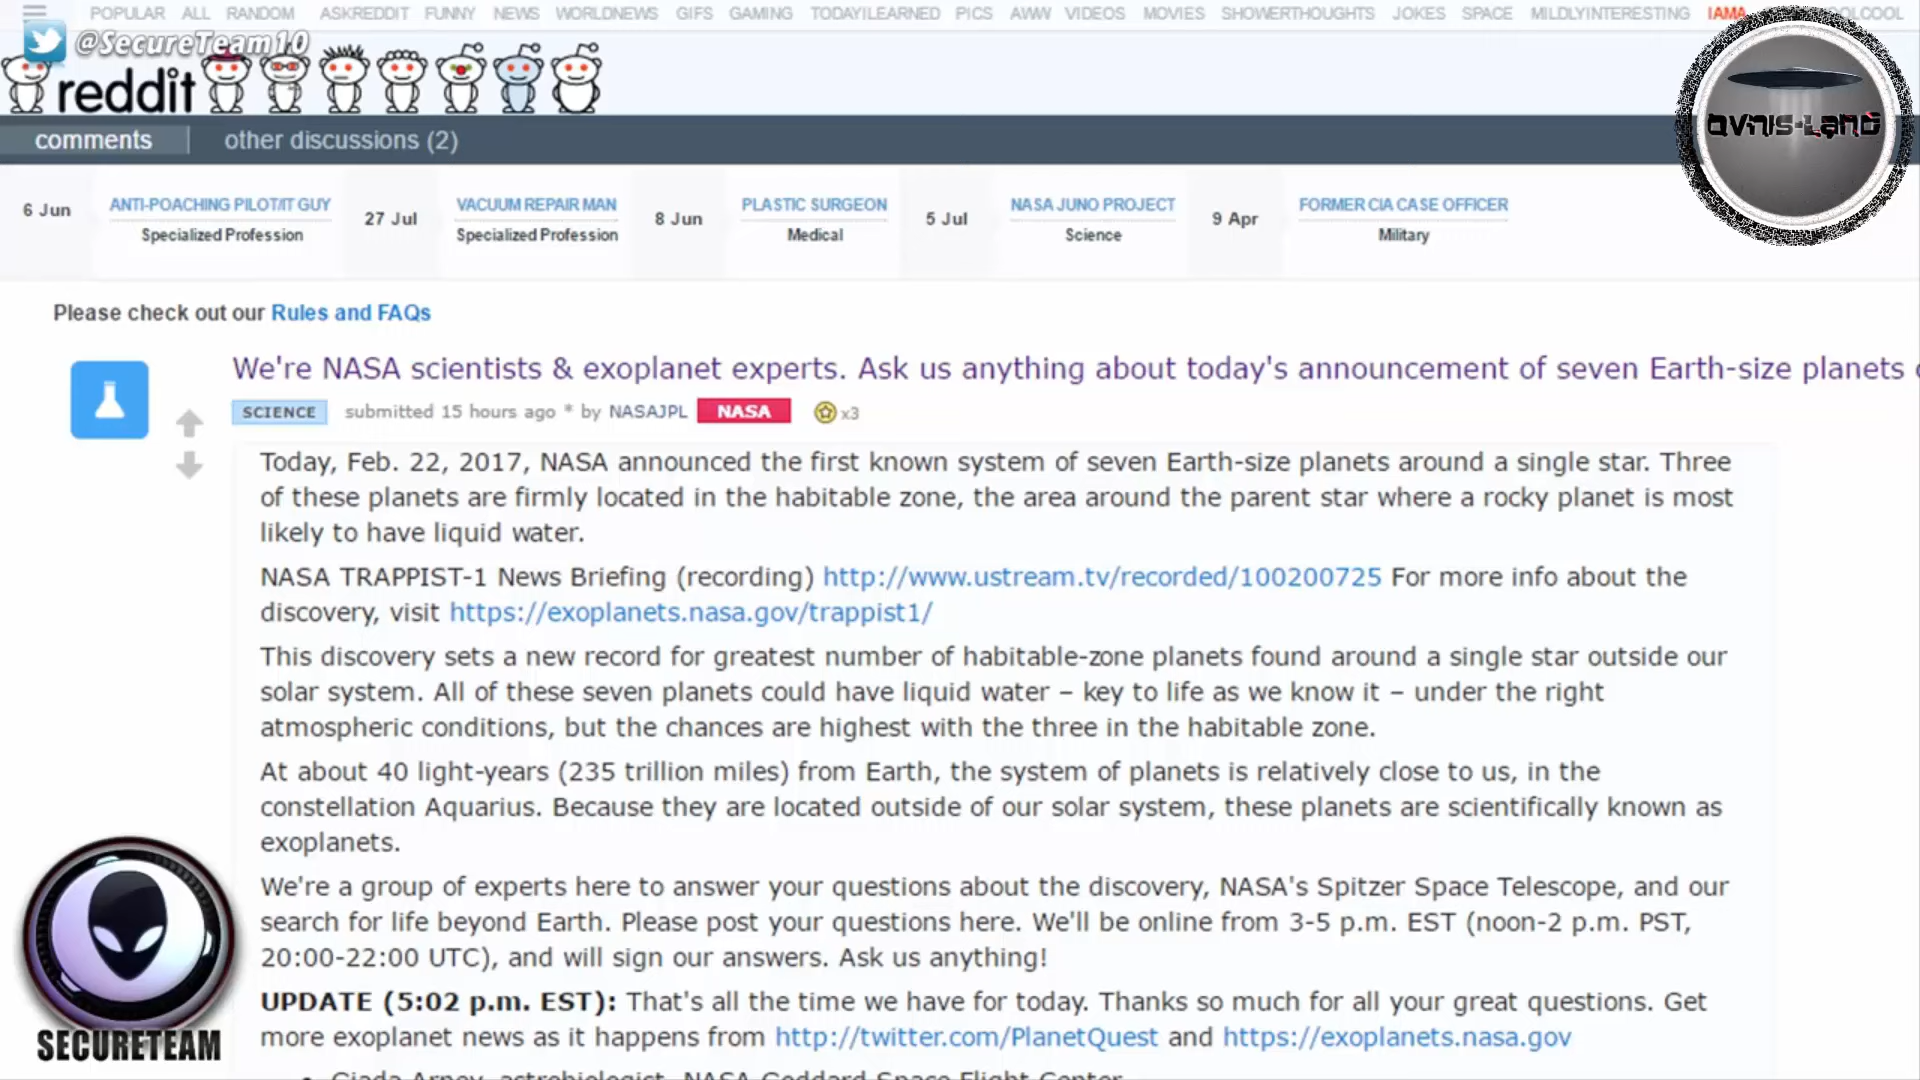 POPULAR ALL RANDOM ASKREDDIT FUNNY NEWS WORLDNEWS GIFS GAMING TODAYILEARNED PICS AWW VIDEOS MOVIES SHOWERTHOUGHTS JOKES SPACE MILDLYINTERESTING IAMA
@SecureTeam10
reddit
QVNIS-LAND
comments other discussions (2)
6 Jun ANTI-POACHING PILOT/IT GUY 27 Jul VACUUM REPAIR MAN 8 Jun PLASTIC SURGEON 5 Jul NASA JUNO PROJECT 9 Apr FORMER CIA CASE OFFICER
Specialized Profession Specialized Profession Medical Science Military
Please check out our Rules and FAQs
We're NASA scientists & exoplanet experts. Ask us anything about today's announcement of seven Earth-size planets
SCIENCE submitted 15 hours ago * by NASAJPL NASA x3
Today, Feb. 22, 2017, NASA announced the first known system of seven Earth-size planets around a single star. Three
of these planets are firmly located in the habitable zone, the area around the parent star where a rocky planet is most
likely to have liquid water.
NASA TRAPPIST-1 News Briefing (recording) http://www.ustream.tv/recorded/100200725 For more info about the
discovery, visit https://exoplanets.nasa.gov/trappist1/
This discovery sets a new record for greatest number of habitable-zone planets found around a single star outside our
solar system. All of these seven planets could have liquid water – key to life as we know it – under the right
atmospheric conditions, but the chances are highest with the three in the habitable zone.
At about 40 light-years (235 trillion miles) from Earth, the system of planets is relatively close to us, in the
constellation Aquarius. Because they are located outside of our solar system, these planets are scientifically known as
exoplanets.
We're a group of experts here to answer your questions about the discovery, NASA's Spitzer Space Telescope, and our
search for life beyond Earth. Please post your questions here. We'll be online from 3-5 p.m. EST (noon-2 p.m. PST,
20:00-22:00 UTC), and will sign our answers. Ask us anything!
UPDATE (5:02 p.m. EST): That's all the time we have for today. Thanks so much for all your great questions. Get
more exoplanet news as it happens from http://twitter.com/PlanetQuest and https://exoplanets.nasa.gov
SECURETEAM
Giada Arney, astrobiologist, NASA Goddard Space Flight Center